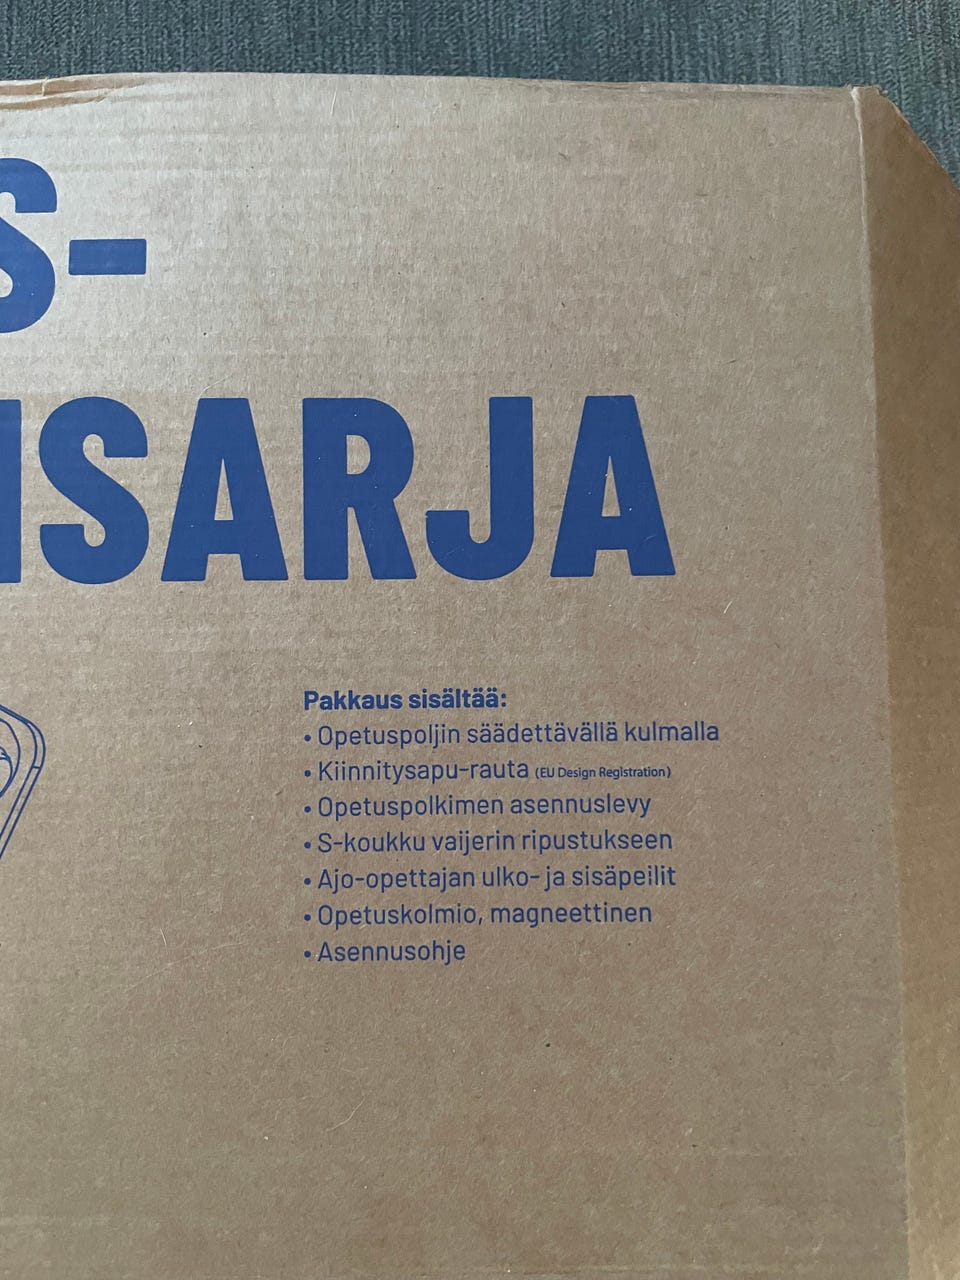 S-
SARJA
Pakkaus sisältää:
• Opetuspoljin säädettävällä kulmalla
• Kiinnitysapu-rauta (EU Design Registration)
• Opetuspolkimen asennuslevy
• S-koukku vaijerin ripustukseen
• Ajo-opettajan ulko- ja sisäpeilit
• Opetuskolmio, magneettinen
• Asennusohje